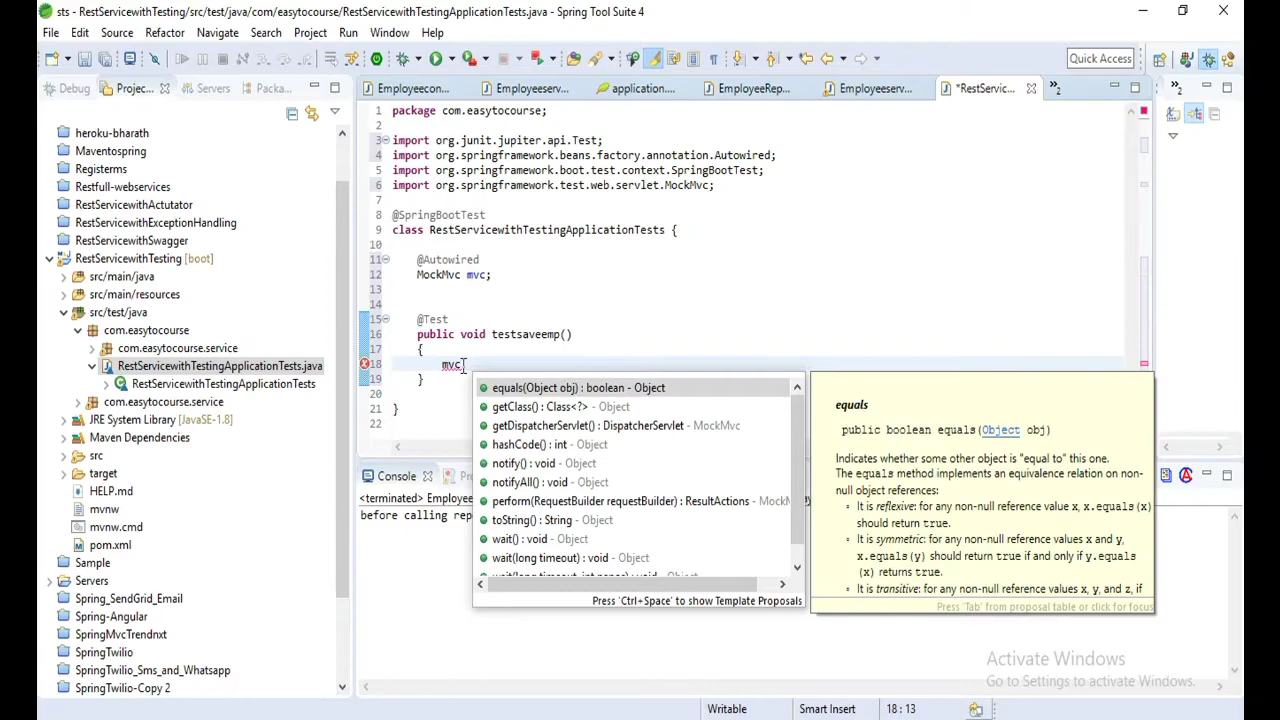 sts - RestServicewithTesting/src/test/java/com/easytocourse/RestServicewithTestingApplicationTests.java - Spring Tool Suite 4
File Edit Source Refactor Navigate Search Project Run Window Help
Quick Access
Debug Projec... Servers Packa...
Employeecon... Employeeserv... application.... EmployeeRep... Employeeserv... *RestServic... »2
heroku-bharath
Maventospring
Registerms
Restfull-webservices
RestServicewithActutator
RestServicewithExceptionHandling
RestServicewithSwagger
RestServicewithTesting [boot]
src/main/java
src/main/resources
src/test/java
com.easytocourse
com.easytocourse.service
RestServicewithTestingApplicationTests.java
RestServicewithTestingApplicationTests
com.easytocourse.service
JRE System Library [JavaSE-1.8]
Maven Dependencies
src
target
HELP.md
mvnw
mvnw.cmd
pom.xml
Sample
Servers
Spring_SendGrid_Email
Spring-Angular
SpringMvcTrendnxt
SpringTwilio
SpringTwilio_Sms_and_Whatsapp
SpringTwilio-Copy 2
1 package com.easytocourse;
2
3 import org.junit.jupiter.api.Test;
4 import org.springframework.beans.factory.annotation.Autowired;
5 import org.springframework.boot.test.context.SpringBootTest;
6 import org.springframework.test.web.servlet.MockMvc;
7
8 @SpringBootTest
9 class RestServicewithTestingApplicationTests {
10
11 @Autowired
12 MockMvc mvc;
13
14
15 @Test
16 public void testsaveemp()
17 {
18 mvc
19 }
20
21 }
22
equals(Object obj) : boolean - Object
getClass() : Class<?> - Object
getDispatcherServlet() : DispatcherServlet - MockMvc
hashCode() : int - Object
notify() : void - Object
notifyAll() : void - Object
perform(RequestBuilder requestBuilder) : ResultActions - MockM
toString() : String - Object
wait() : void - Object
wait(long timeout) : void - Object
Press 'Ctrl+Space' to show Template Proposals
equals
public boolean equals(Object obj)
Indicates whether some other object is "equal to" this one.
The equals method implements an equivalence relation on non-
null object references:
It is reflexive: for any non-null reference value x, x.equals(x)
should return true.
It is symmetric: for any non-null reference values x and y,
x.equals(y) should return true if and only if y.equals
(x) returns true.
It is transitive: for any non-null reference values x, y, and z, if
Press 'Tab' from proposal table or click for focus
Console
<terminated> Employee
before calling rep
Activate Windows
Go to Settings to activate Windows.
Writable Smart Insert 18 : 13